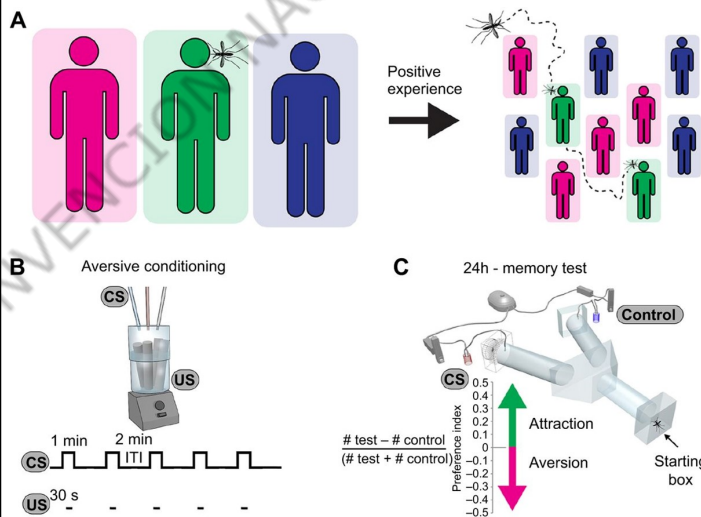 A
Positive
experience
B
Aversive conditioning
CS
US
1 min
2 min
CS
ITI
US
30 s
C
24h - memory test
Control
CS
Preference index
0.5
0.4
0.3
0.2
0.1
0
–0.1
–0.2
–0.3
–0.4
–0.5
Attraction
Aversion
# test – # control
(# test + # control)
Starting
box